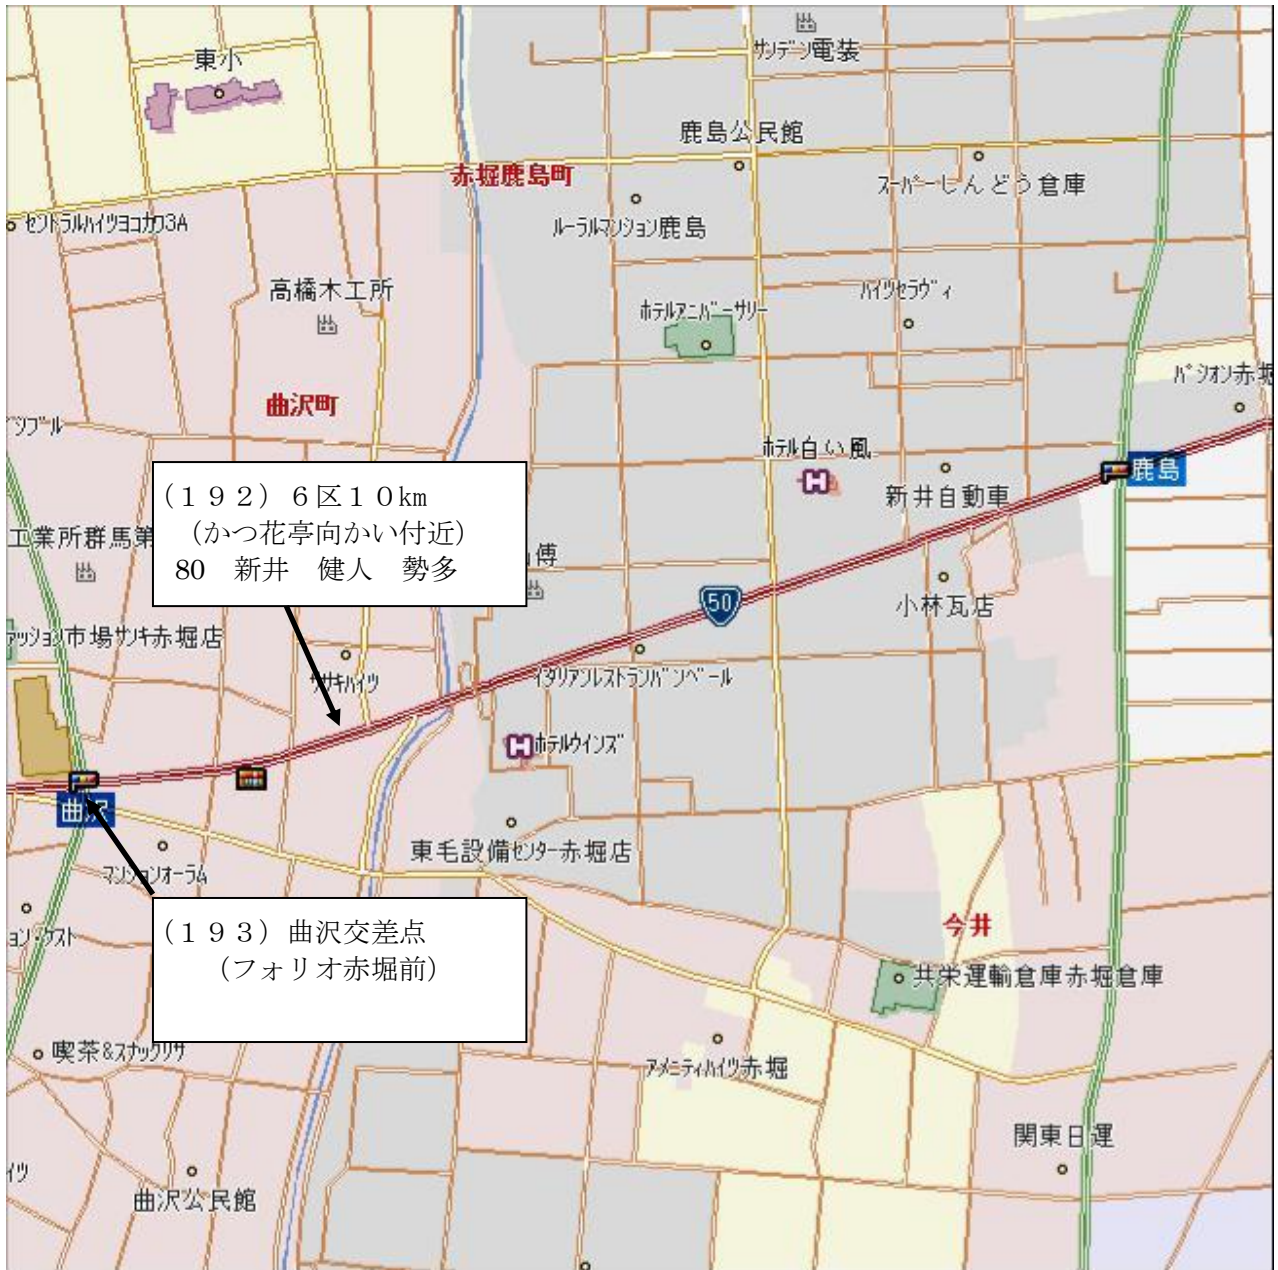 サンデン電装
東小
鹿島公民館
赤堀鹿島町
スーパーしんどう倉庫
セントラルハイツヨコカワ3A
ルーラルマンション鹿島
高橋木工所
ハイツセラヴィ
ホテルアニバーサリー
パシオン赤堀
曲沢町
ホテル白い風
鹿島
新井自動車
(192)6区10km
(かつ花亭向かい付近)
80 新井 健人 勢多
工業所群馬第
傅
50
小林瓦店
ァッション市場サンキ赤堀店
ササキハイツ
イタリアンレストランバンベール
ホテルウインズ
曲沢
東毛設備センター赤堀店
マンションオーラム
(193)曲沢交差点
(フォリオ赤堀前)
今井
共栄運輸倉庫赤堀倉庫
喫茶&スナックリサ
アメニティハイツ赤堀
関東日運
イツ
曲沢公民館